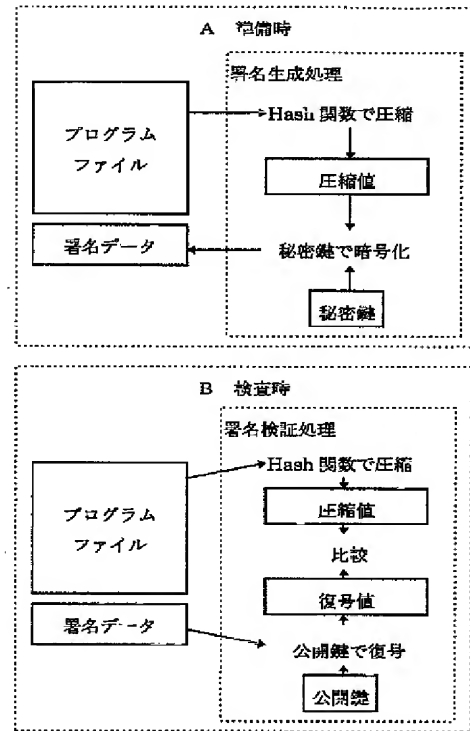 A 準備時
署名生成処理
プログラム
ファイル
Hash 関数で圧縮
圧縮値
署名データ
秘密鍵で暗号化
秘密鍵
B 検査時
署名検証処理
プログラム
ファイル
Hash 関数で圧縮
圧縮値
比較
復号値
署名データ
公開鍵で復号
公開鍵